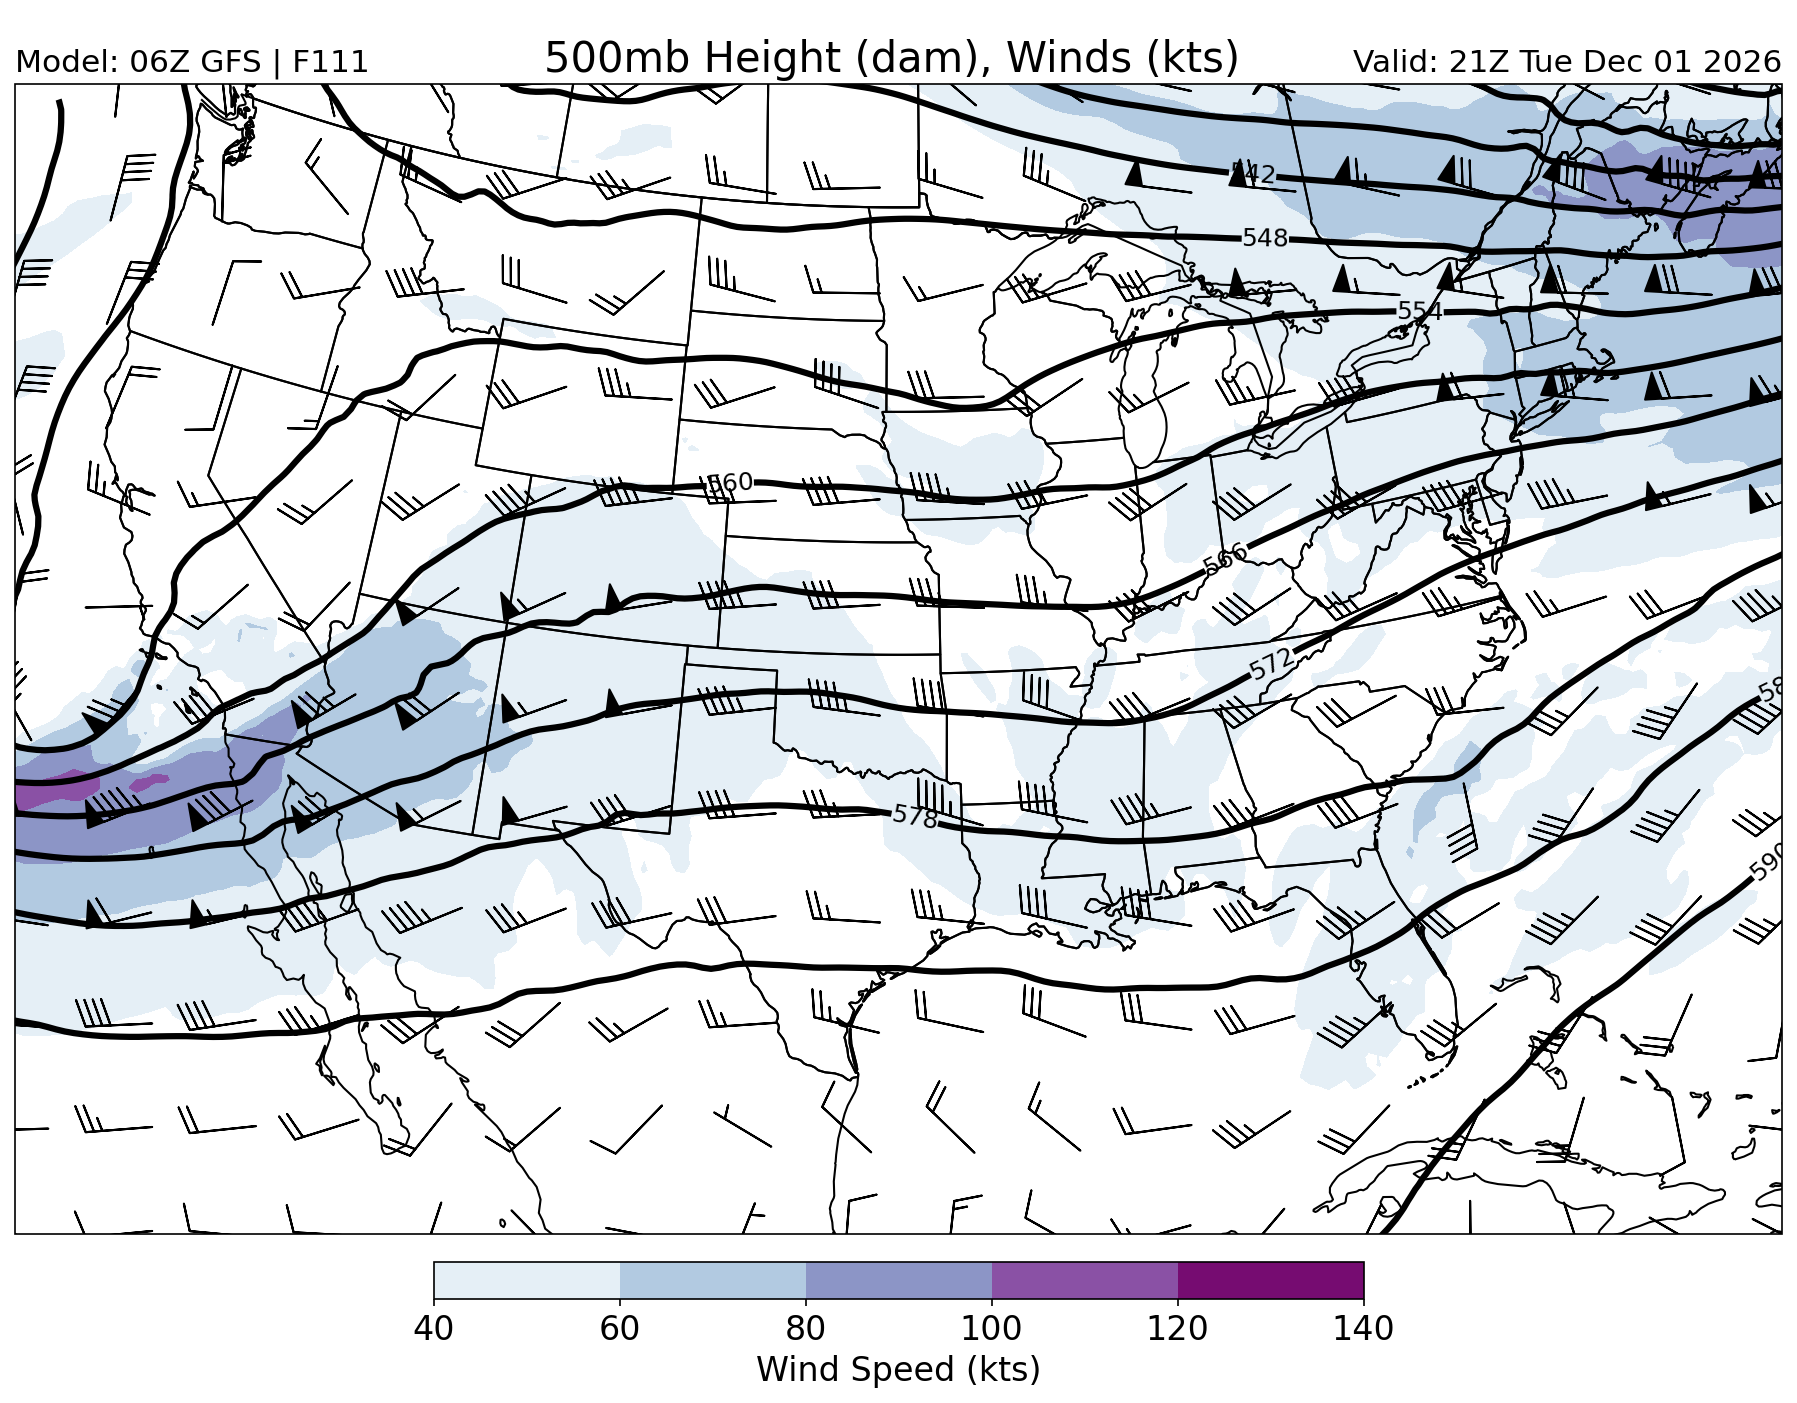 Model: 06Z GFS | F111
500mb Height (dam), Winds (kts)
Valid: 21Z Tue Dec 01 2026
542
548
554
560
566
572
578
590
40 60 80 100 120 140
Wind Speed (kts)